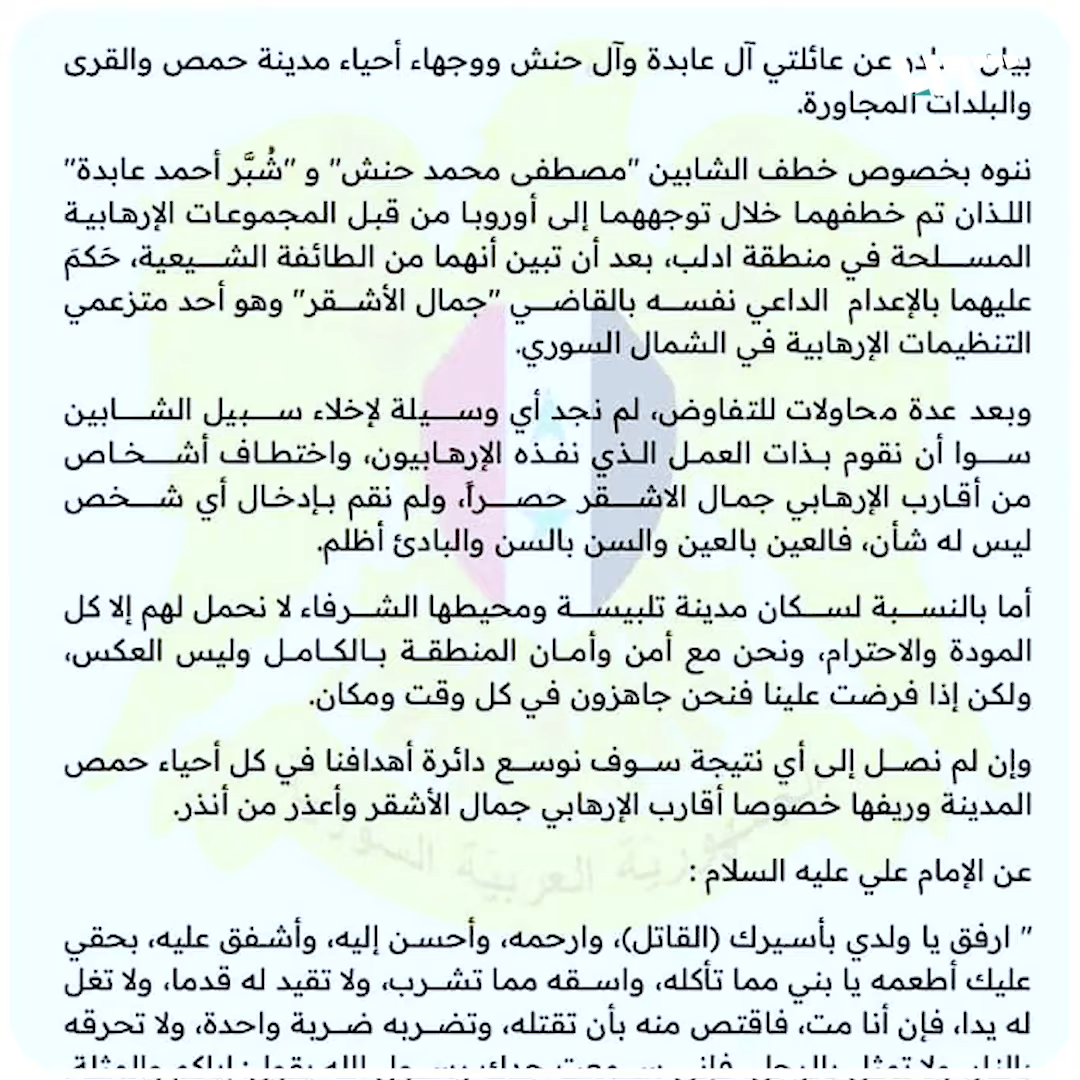 بيان عن عائلتي آل عابدة وآل حنش ووجهاء أحياء مدينة حمص والقرى
والبلدات المجاورة.
ننوه بخصوص خطف الشابين "مصطفى محمد حنش" و "شُبَّر أحمد عابدة"
اللذان تم خطفهما خلال توجههما إلى أوروبا من قبل المجموعات الإرهابية
المسلحة في منطقة ادلب، بعد أن تبين أنهما من الطائفة الشيعية، حَكمَ
عليهما بالإعدام الداعي نفسه بالقاضي "جمال الأشقر" وهو أحد متزعمي
التنظيمات الإرهابية في الشمال السوري.
وبعد عدة محاولات للتفاوض، لم نجد أي وسيلة لإخلاء سبيل الشابين
سوا أن نقوم بذات العمل الذي نفذه الإرهابيون، واختطاف أشخاص
من أقارب الإرهابي جمال الاشقر حصراً، ولم نقم بإدخال أي شخص
ليس له شأن، فالعين بالعين والسن بالسن والبادئ أظلم.
أما بالنسبة لسكان مدينة تلبيسة ومحيطها الشرفاء لا نحمل لهم إلا كل
المودة والاحترام، ونحن مع أمن وأمان المنطقة بالكامل وليس العكس،
ولكن إذا فرضت علينا فنحن جاهزون في كل وقت ومكان.
وإن لم نصل إلى أي نتيجة سوف نوسع دائرة أهدافنا في كل أحياء حمص
المدينة وريفها خصوصا أقارب الإرهابي جمال الأشقر وأعذر من أنذر.
عن الإمام علي عليه السلام :
" ارفق يا ولدي بأسيرك (القاتل)، وارحمه، وأحسن إليه، وأشفق عليه، بحقي
عليك أطعمه يا بني مما تأكله، واسقه مما تشرب، ولا تقيد له قدما، ولا تغل
له يدا، فإن أنا مت، فاقتص منه بأن تقتله، وتضربه ضربة واحدة، ولا تحرقه
الجمهورية العربية السورية